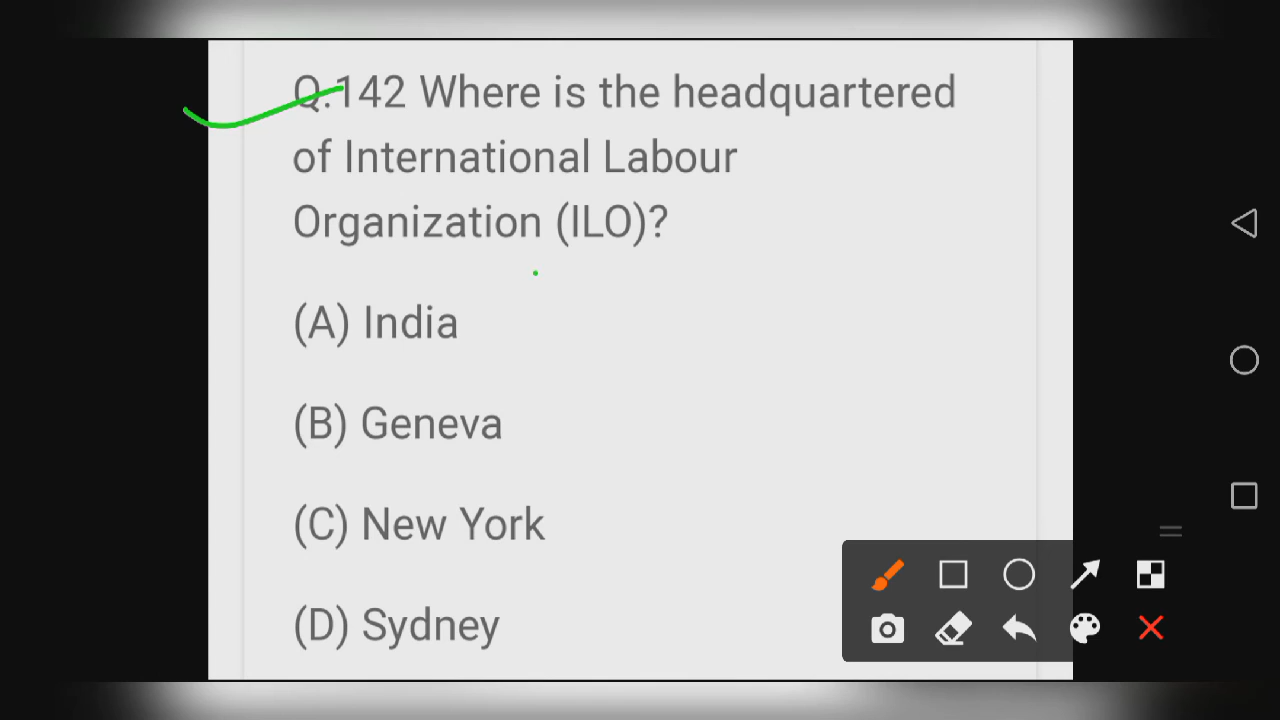 Q.142 Where is the headquartered
of International Labour
Organization (ILO)?
(A) India
(B) Geneva
(C) New York
(D) Sydney